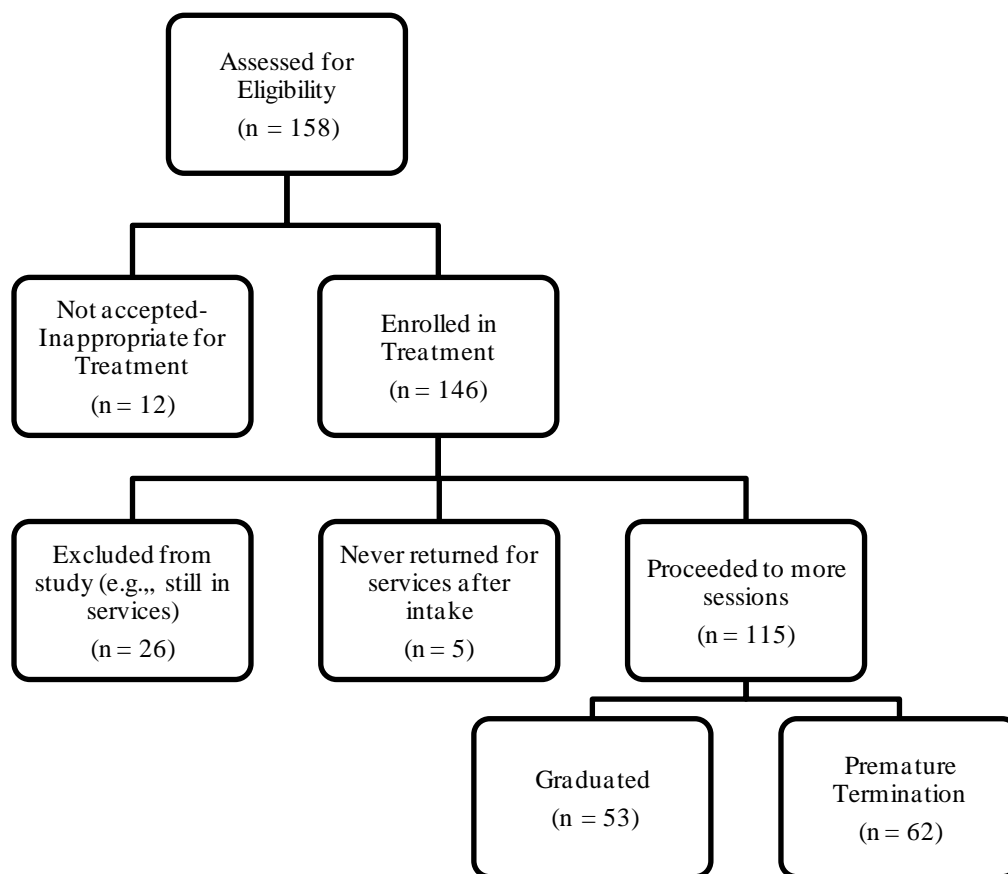 Assessed for
Eligibility
(n = 158)
Not accepted-
Inappropriate for
Treatment
(n = 12)
Enrolled in
Treatment
(n = 146)
Excluded from
study (e.g.,, still in
services)
(n = 26)
Never returned for
services after
intake
(n = 5)
Proceeded to more
sessions
(n = 115)
Graduated
(n = 53)
Premature
Termination
(n = 62)